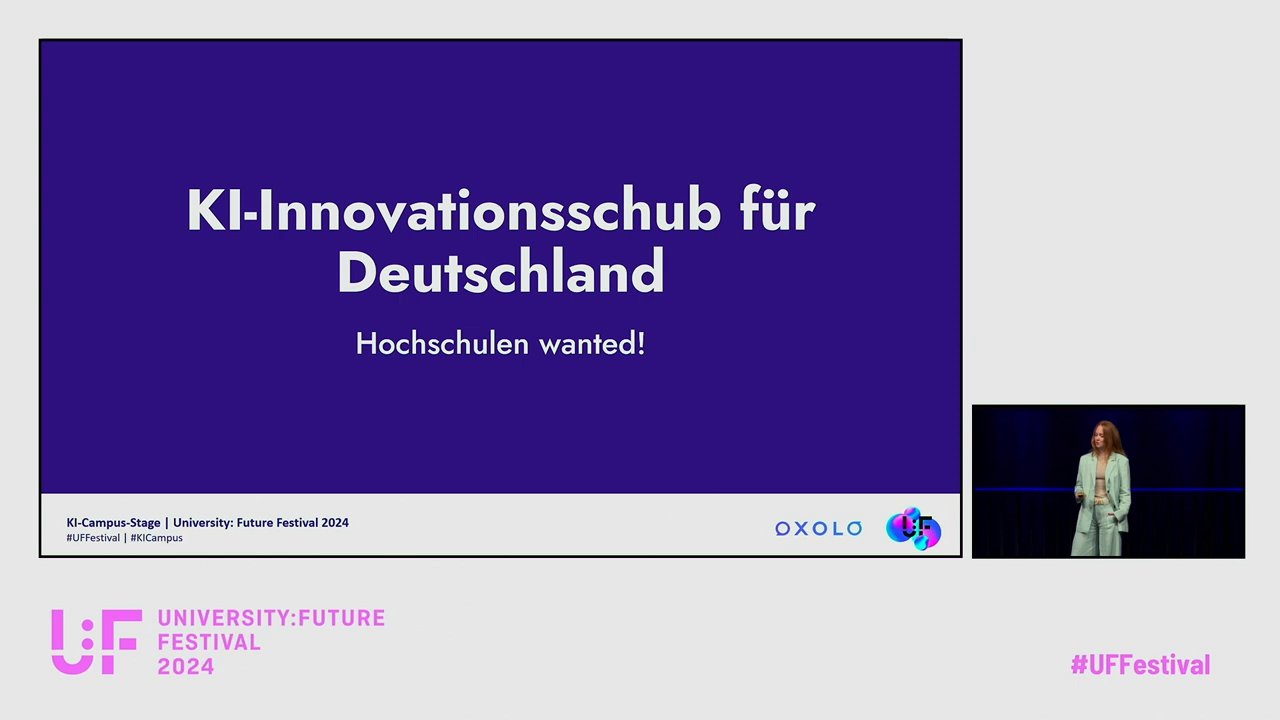 KI-Innovationsschub für
Deutschland
Hochschulen wanted!
KI-Campus-Stage | University: Future Festival 2024
#UFFestival | #KICampus
OXOLO
U:F
U:F
UNIVERSITY:FUTURE
FESTIVAL
2024
#UFFestival